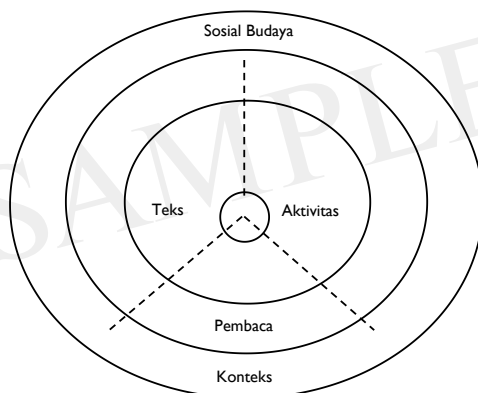 Sosial Budaya
SAMPLE
Teks
Aktivitas
Pembaca
Konteks